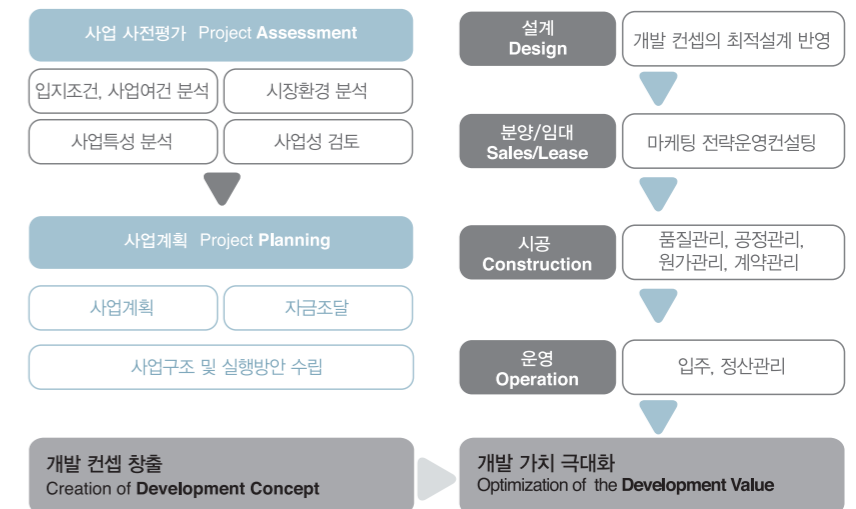 사업 사전평가 Project Assessment
입지조건, 사업여건 분석
시장환경 분석
사업특성 분석
사업성 검토
사업계획 Project Planning
사업계획
자금조달
사업구조 및 실행방안 수립
개발 컨셉 창출
Creation of Development Concept
설계
Design
개발 컨셉의 최적설계 반영
분양/임대
Sales/Lease
마케팅 전략운영컨설팅
시공
Construction
품질관리, 공정관리,
원가관리, 계약관리
운영
Operation
입주, 정산관리
개발 가치 극대화
Optimization of the Development Value